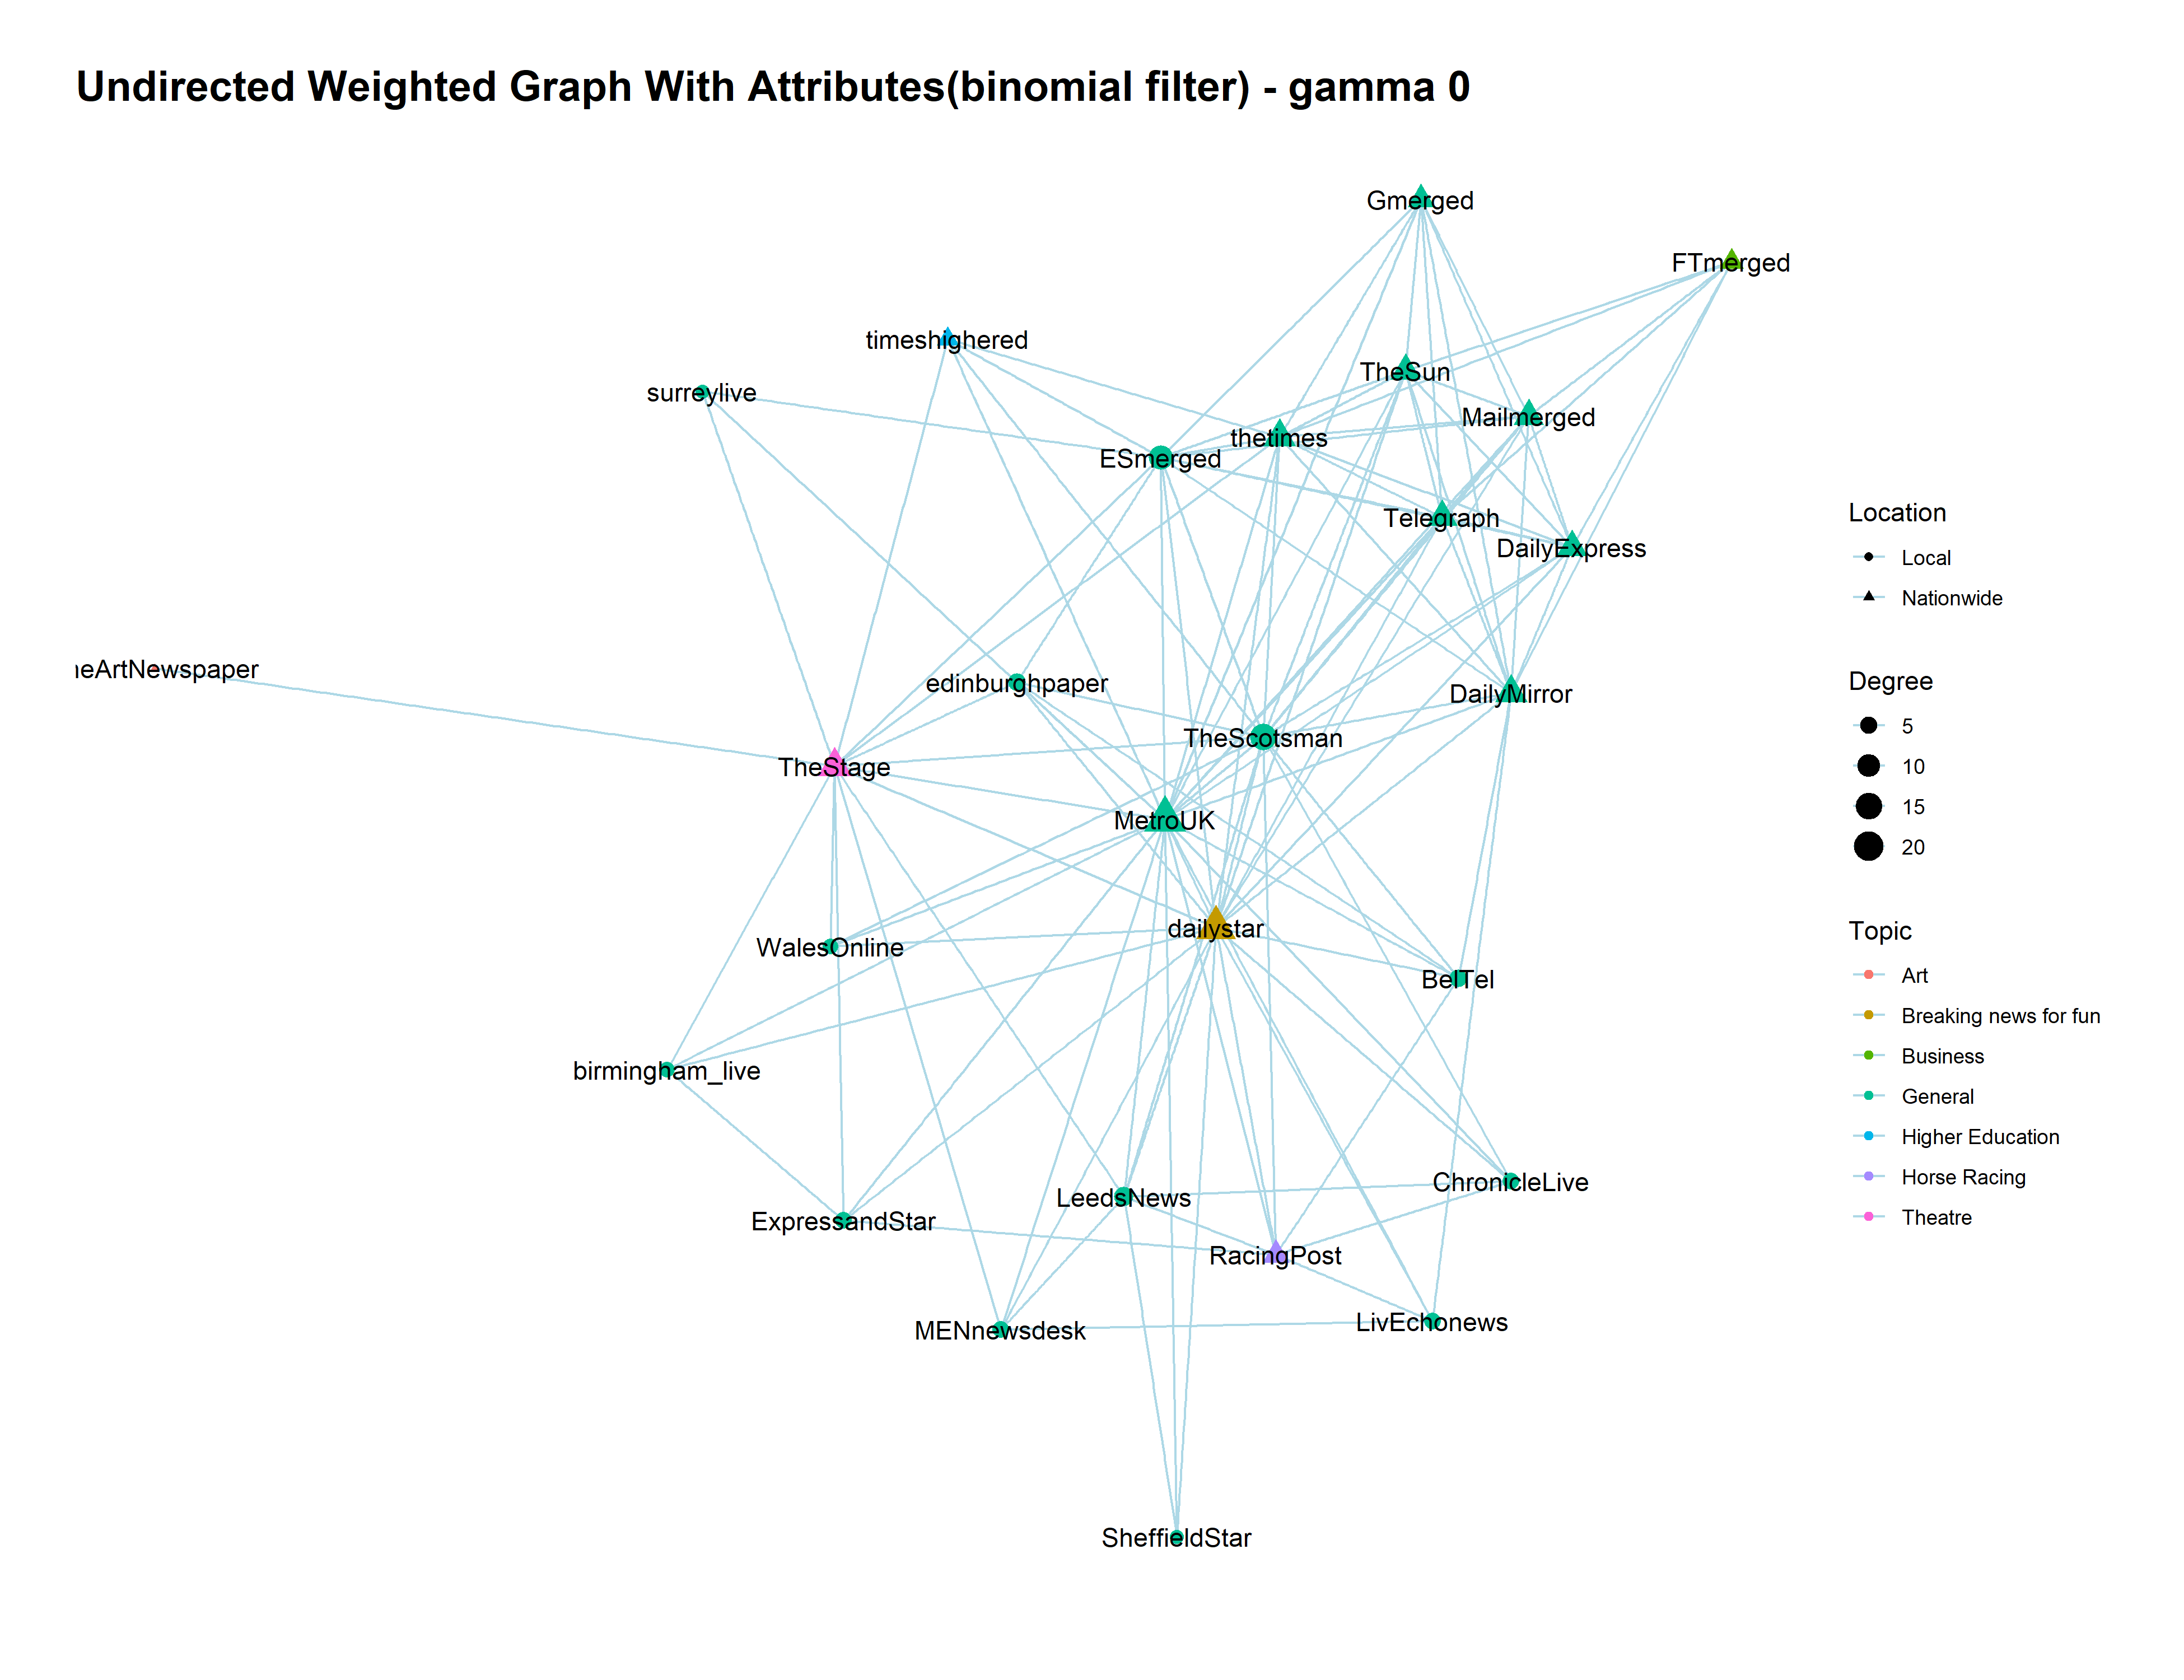 Undirected Weighted Graph With Attributes(binomial filter) - gamma 0
Gmerged
FTmerged
timeshighered
TheSun
surreylive
Mailmerged
thetimes
ESmerged
Telegraph
DailyExpress
neArtNewspaper
edinburghpaper
DailyMirror
TheScotsman
TheStage
MetroUK
dailystar
WalesOnline
BelTel
birmingham_live
ChronicleLive
LeedsNews
ExpressandStar
RacingPost
LivEchonews
MENnewsdesk
SheffieldStar
Location
Local
Nationwide
Degree
5
10
15
20
Topic
Art
Breaking news for fun
Business
General
Higher Education
Horse Racing
Theatre